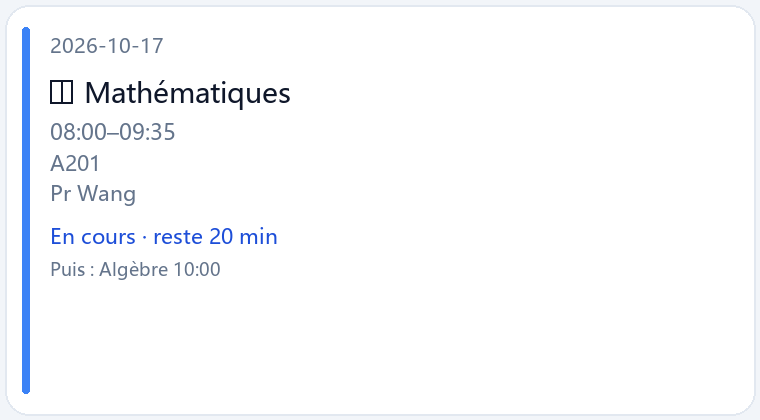 2026-10-17
Mathématiques
08:00–09:35
A201
Pr Wang
En cours · reste 20 min
Puis : Algèbre 10:00